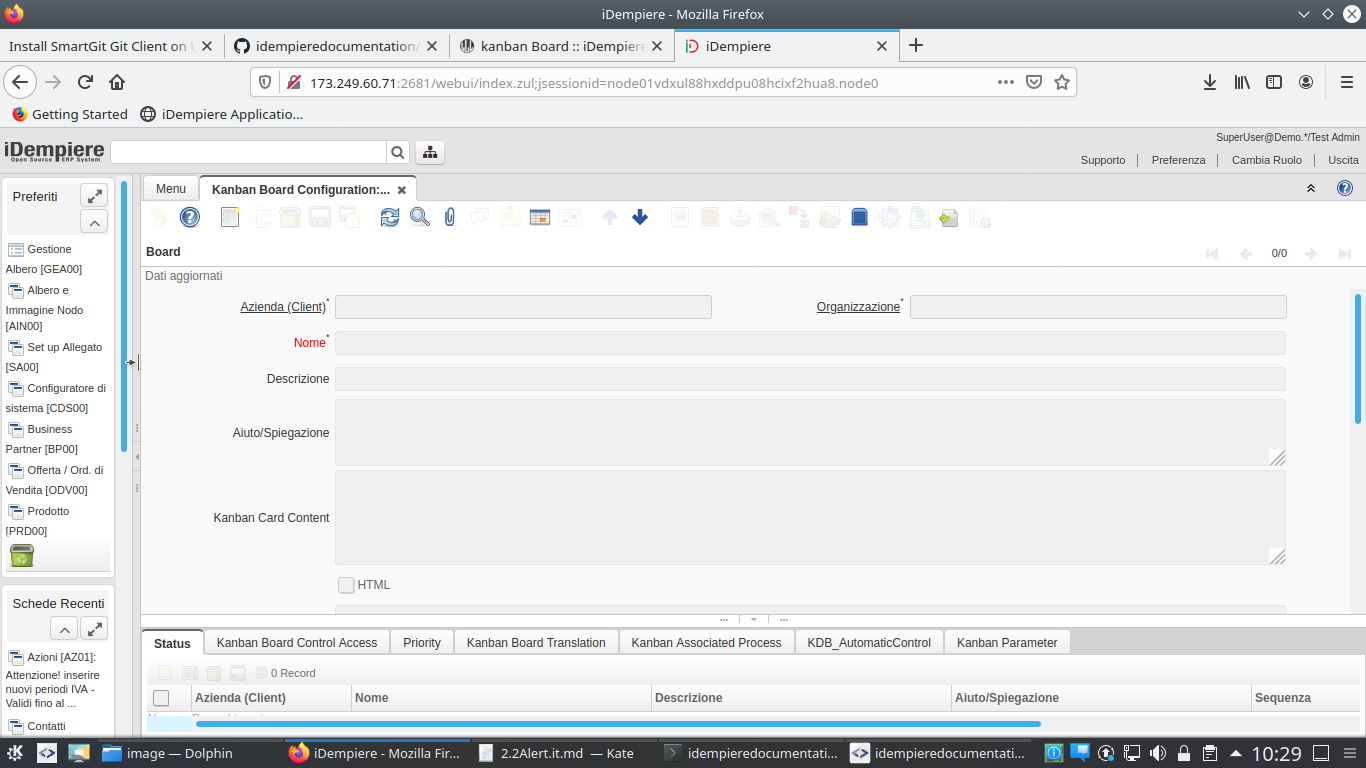 iDempiere - Mozilla Firefox
Install SmartGit Git Client on
idempieredocumentation/
kanban Board :: iDempiere
iDempiere
173.249.60.71:2681/webui/index.zul;jsessionid=node01vdxul88hxddpu08hcixf2hua8.node0
Getting Started
iDempiere Applicatio...
iDempiere
Open Source ERP System
SuperUser@Demo.*/Test Admin
Supporto
Preferenza
Cambia Ruolo
Uscita
Preferiti
Gestione
Albero [GEA00]
Albero e
Immagine Nodo
[AIN00]
Set up Allegato
[SA00]
Configuratore di
sistema [CDS00]
Business
Partner [BP00]
Offerta / Ord. di
Vendita [ODV00]
Prodotto
[PRD00]
Schede Recenti
Azioni [AZ01]:
Attenzione! inserire
nuovi periodi IVA -
Validi fino al ...
Contatti
Menu
Kanban Board Configuration:...
Board
0/0
Dati aggiornati
Azienda (Client)*
Organizzazione*
Nome*
Descrizione
Aiuto/Spiegazione
Kanban Card Content
HTML
Status
Kanban Board Control Access
Priority
Kanban Board Translation
Kanban Associated Process
KDB_AutomaticControl
Kanban Parameter
0 Record
Azienda (Client)
Nome
Descrizione
Aiuto/Spiegazione
Sequenza
image — Dolphin
iDempiere - Mozilla Fir...
2.2Alert.it.md — Kate
idempieredocumentati...
idempieredocumentati...
10:29